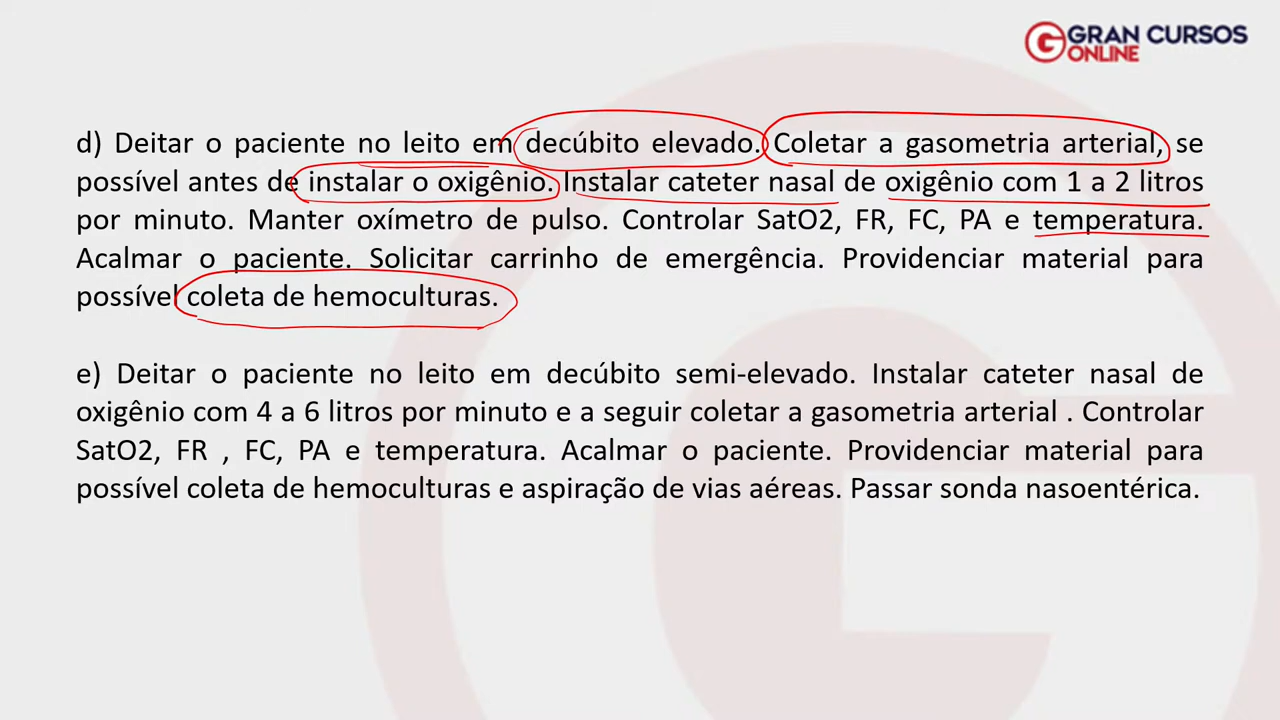 GRAN CURSOS
ONLINE
d) Deitar o paciente no leito em decúbito elevado. Coletar a gasometria arterial, se
possível antes de instalar o oxigênio. Instalar cateter nasal de oxigênio com 1 a 2 litros
por minuto. Manter oxímetro de pulso. Controlar SatO2, FR, FC, PA e temperatura.
Acalmar o paciente. Solicitar carrinho de emergência. Providenciar material para
possível coleta de hemoculturas.
e) Deitar o paciente no leito em decúbito semi-elevado. Instalar cateter nasal de
oxigênio com 4 a 6 litros por minuto e a seguir coletar a gasometria arterial . Controlar
SatO2, FR , FC, PA e temperatura. Acalmar o paciente. Providenciar material para
possível coleta de hemoculturas e aspiração de vias aéreas. Passar sonda nasoentérica.